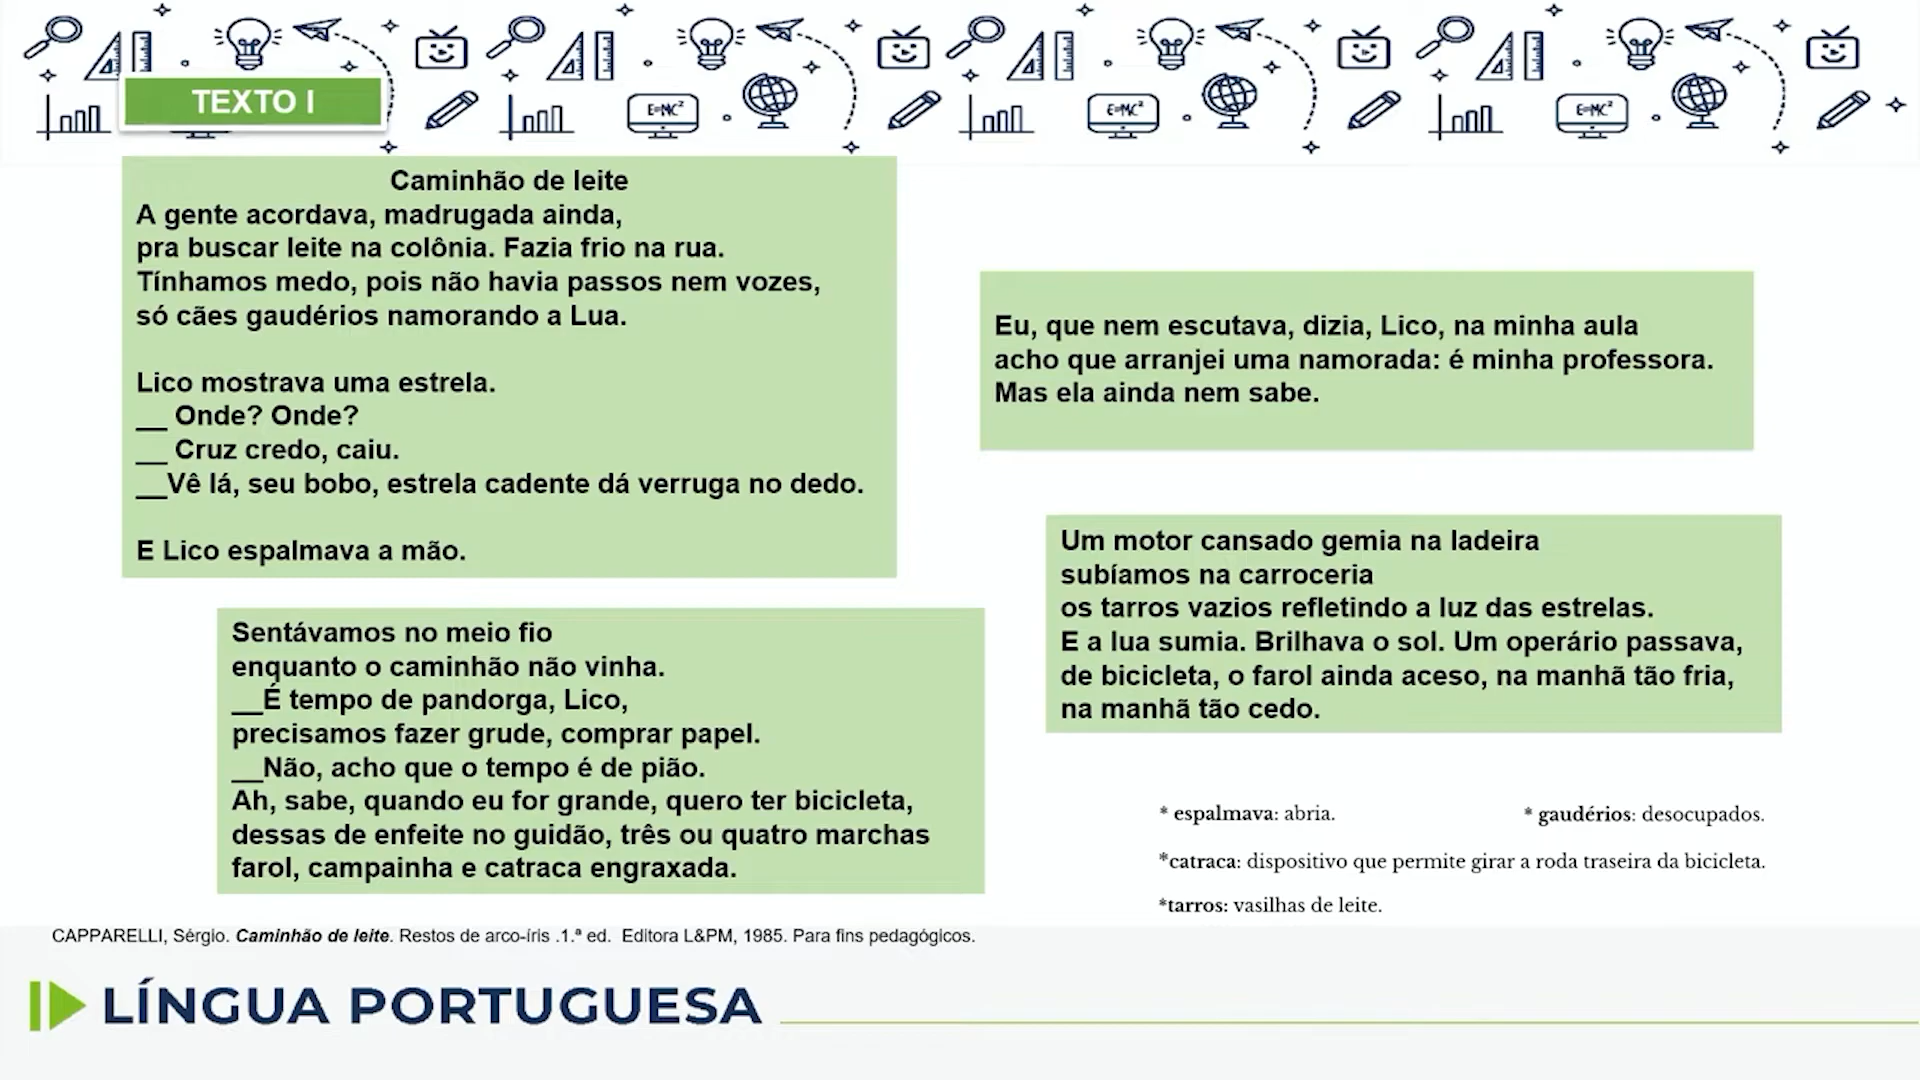 TEXTO I
Caminhão de leite
A gente acordava, madrugada ainda,
pra buscar leite na colônia. Fazia frio na rua.
Tínhamos medo, pois não havia passos nem vozes,
só cães gaudérios namorando a Lua.
Lico mostrava uma estrela.
__ Onde? Onde?
__ Cruz credo, caiu.
__Vê lá, seu bobo, estrela cadente dá verruga no dedo.
E Lico espalmava a mão.
Sentávamos no meio fio
enquanto o caminhão não vinha.
__É tempo de pandorga, Lico,
precisamos fazer grude, comprar papel.
__Não, acho que o tempo é de pião.
Ah, sabe, quando eu for grande, quero ter bicicleta,
dessas de enfeite no guidão, três ou quatro marchas
farol, campainha e catraca engraxada.
Eu, que nem escutava, dizia, Lico, na minha aula
acho que arranjei uma namorada: é minha professora.
Mas ela ainda nem sabe.
Um motor cansado gemia na ladeira
subíamos na carroceria
os tarros vazios refletindo a luz das estrelas.
E a lua sumia. Brilhava o sol. Um operário passava,
de bicicleta, o farol ainda aceso, na manhã tão fria,
na manhã tão cedo.
* espalmava: abria. * gaudérios: desocupados.
*catraca: dispositivo que permite girar a roda traseira da bicicleta.
*tarros: vasilhas de leite.
CAPPARELLI, Sérgio. Caminhão de leite. Restos de arco-íris .1.ª ed. Editora L&PM, 1985. Para fins pedagógicos.
LÍNGUA PORTUGUESA
E=MC²
E=MC²
E=MC²